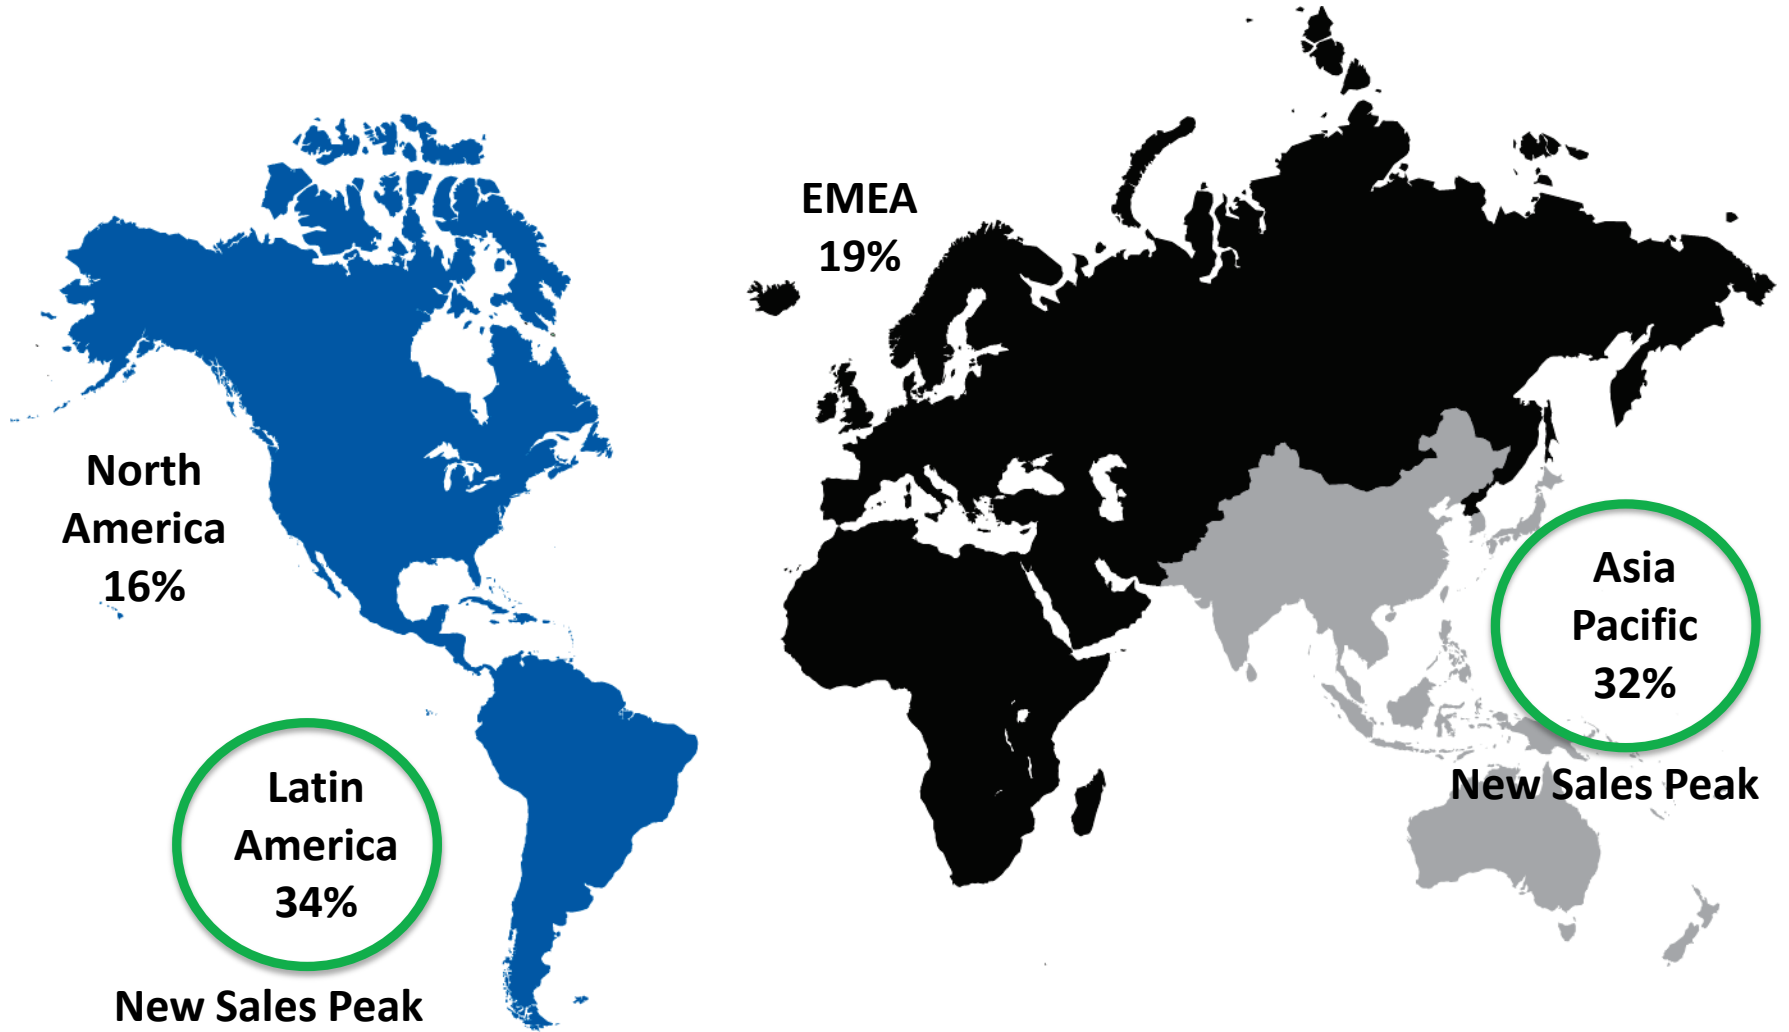 EMEA
19%
North
America
16%
Asia
Pacific
32%
New Sales Peak
Latin
America
34%
New Sales Peak